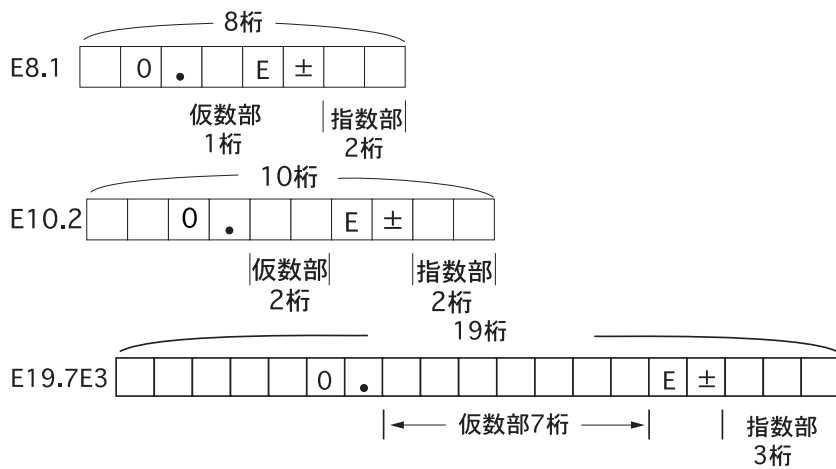 8桁
E8.1 0 . E ±
仮数部 指数部
1桁 2桁
10桁
E10.2 0 . E ±
仮数部 指数部
2桁 2桁
19桁
E19.7E3 0 . E ±
仮数部7桁 指数部
3桁